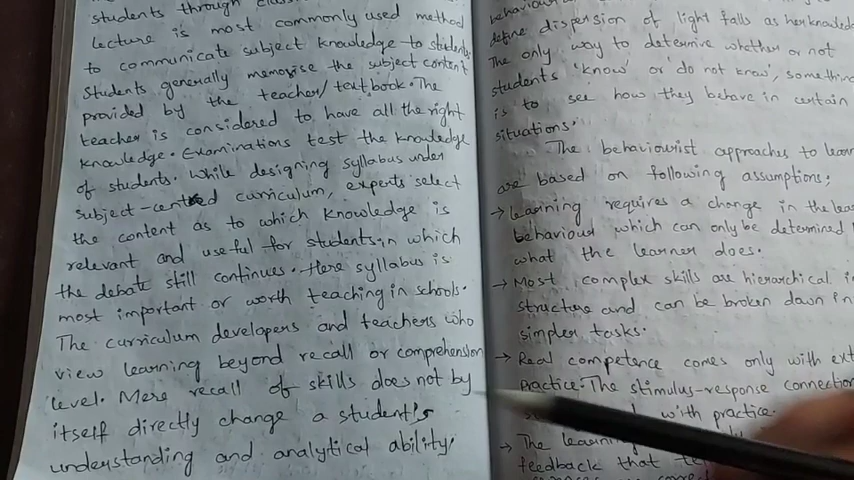 students through
lecture is most commonly used method
to communicate subject knowledge to students.
Students generally memorise the subject content
provided by the teacher/textbook. The
teacher is considered to have all the right
knowledge. Examinations test the knowledge
of students. While designing syllabus under
subject-centred curriculum, experts select
the content as to which knowledge is
relevant and useful for students, in which
the debate still continues. Here syllabus is
most important or worth teaching in schools.
The curriculum developers and teachers who
view learning beyond recall or comprehension
level. Mere recall of skills does not by
itself directly change a student's
understanding and analytical ability.
define dispersion of light falls as her knowled
The only way to determine whether or not
students 'know' or 'do not know', somethin
is to see how they behave in certain
situations.
The behaviourist approaches to lear
are based on following assumptions;
→ Learning requires a change in the lea
behaviour which can only be determined
what the learner does.
→ Most complex skills are hierarchical i
structure and can be broken down in
simpler tasks.
→ Real competence comes only with ext
practice. The stimulus-response connectio
with practice.
→ The learni
feedback that